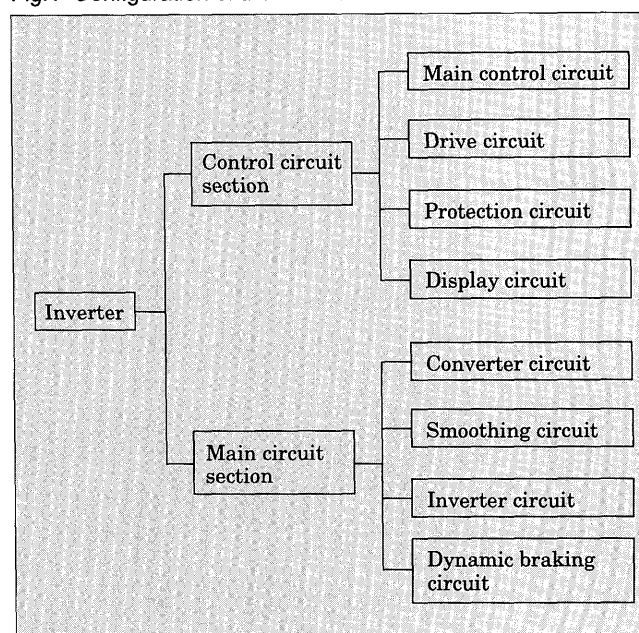 Main control circuit
Drive circuit
Control circuit
section
Protection circuit
Display circuit
Inverter
Converter circuit
Smoothing circuit
Main circuit
section
Inverter circuit
Dynamic braking
circuit